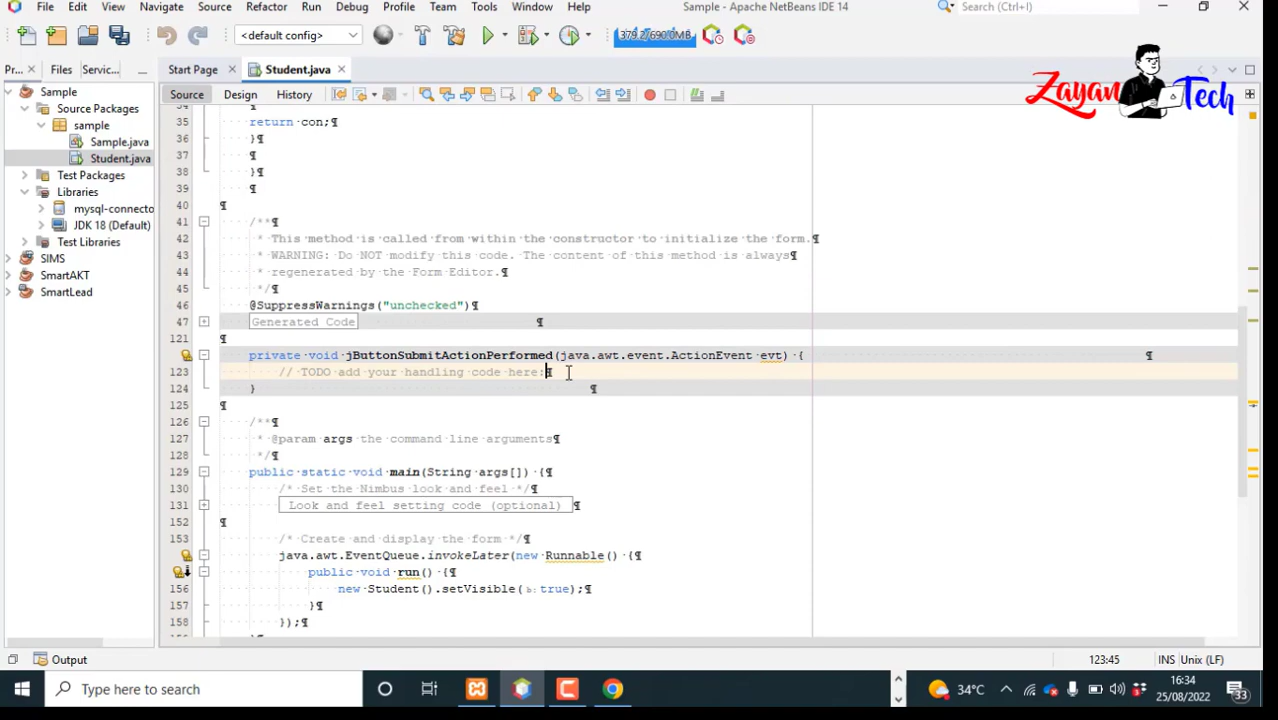 File Edit View Navigate Source Refactor Run Debug Profile Team Tools Window Help Sample - Apache NetBeans IDE 14 Search (Ctrl+I)
<default config> 379.2/690.0MB
Pr... Files Servic... Start Page Student.java
Source Design History
Zayan Tech
Sample
Source Packages
sample
Sample.java
Student.java
Test Packages
Libraries
mysql-connecto
JDK 18 (Default)
Test Libraries
SIMS
SmartAKT
SmartLead
34 ¶
35 return con;¶
36 }¶
37 ¶
38 }¶
39 ¶
40 ¶
41 /**¶
42 * This method is called from within the constructor to initialize the form.¶
43 * WARNING: Do NOT modify this code. The content of this method is always¶
44 * regenerated by the Form Editor.¶
45 */¶
46 @SuppressWarnings("unchecked")¶
47 Generated Code ¶
121 ¶
private void jButtonSubmitActionPerformed(java.awt.event.ActionEvent evt) { ¶
123 // TODO add your handling code here:¶
124 } ¶
125 ¶
126 /**¶
127 * @param args the command line arguments¶
128 */¶
129 public static void main(String args[]) {¶
130 /* Set the Nimbus look and feel */¶
131 Look and feel setting code (optional) ¶
152 ¶
153 /* Create and display the form */¶
java.awt.EventQueue.invokeLater(new Runnable() {¶
public void run() {¶
156 new Student().setVisible(b:true);¶
157 }¶
158 });¶
Output 123:45 INS Unix (LF)
Type here to search 34°C 16:34
25/08/2022 33